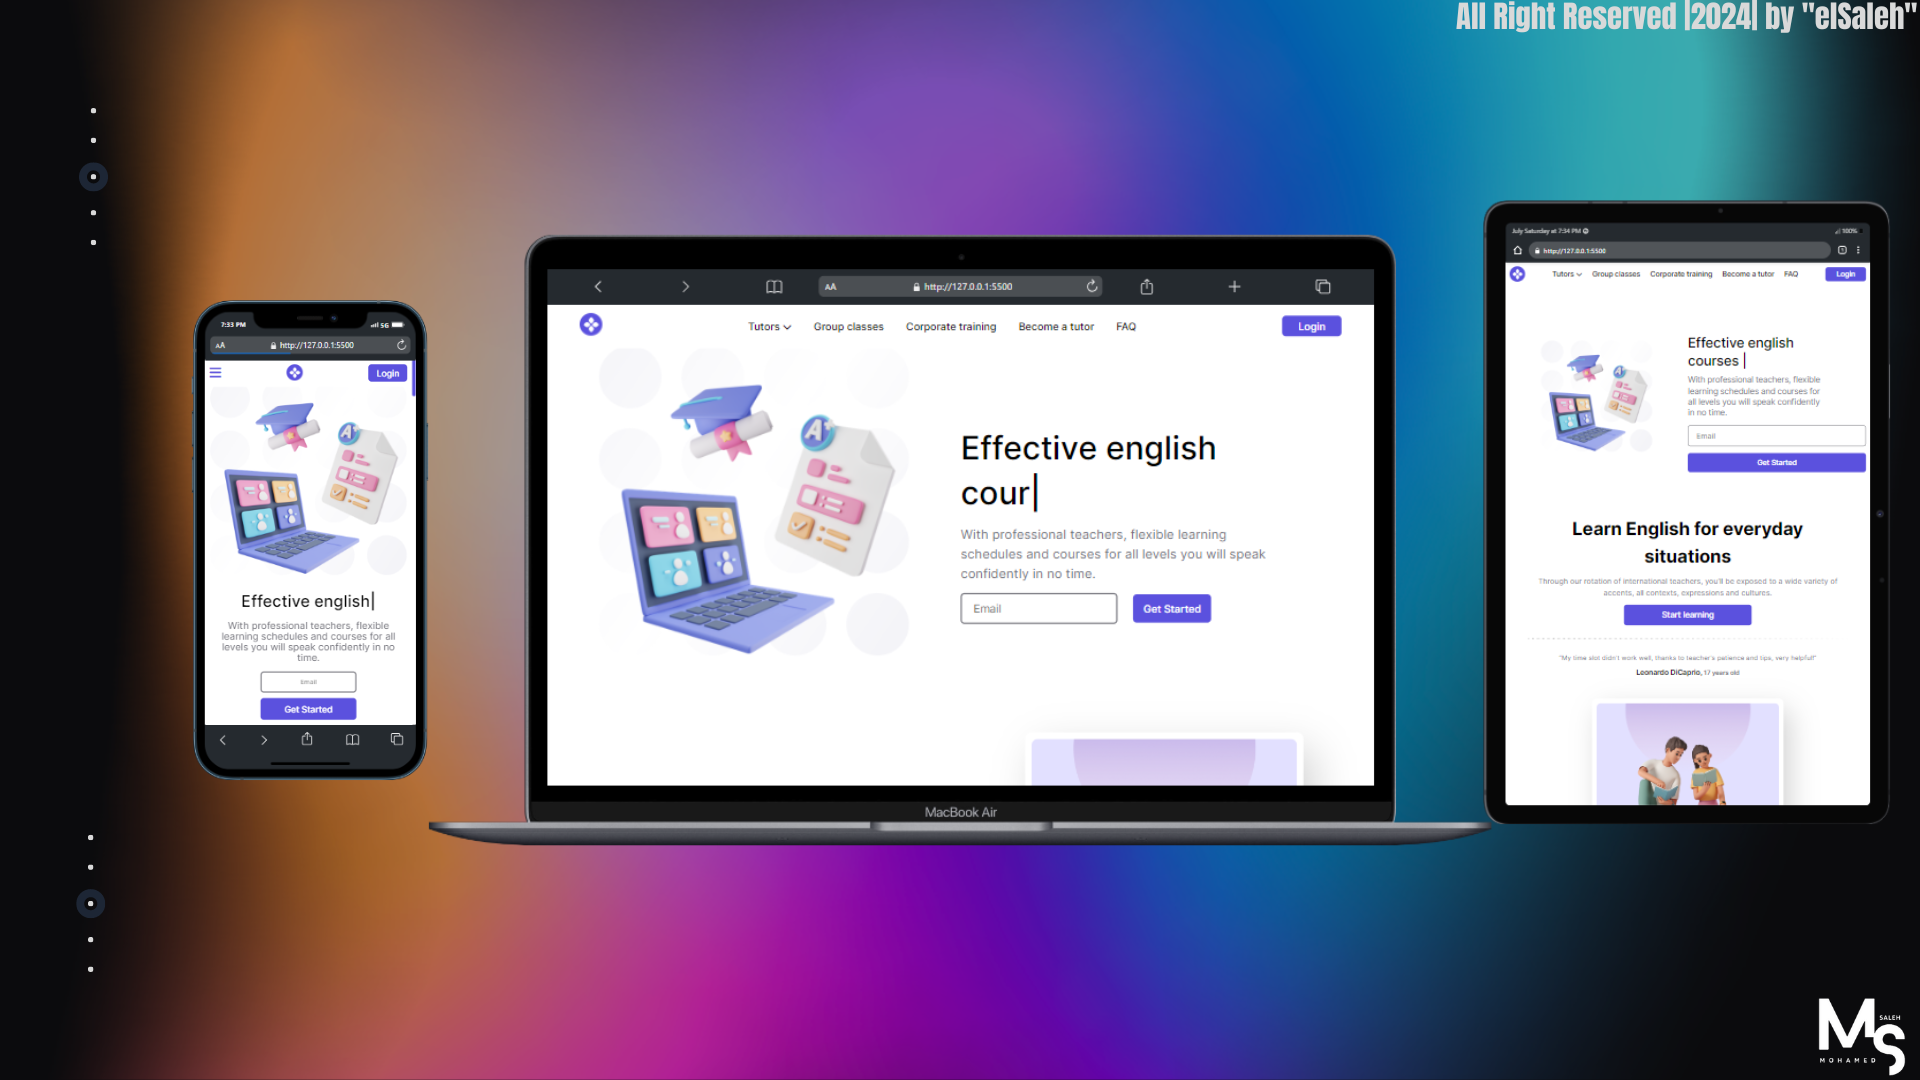 All Right Reserved |2024| by "elSaleh"
7:33 PM
5G
AA
http://127.0.0.1:5500
Login
A+
Effective english|
With professional teachers, flexible
learning schedules and courses for all
levels you will speak confidently in no
time.
Email
Get Started
AA
http://127.0.0.1:5500
Tutors
Group classes
Corporate training
Become a tutor
FAQ
Login
A+
Effective english
cour|
With professional teachers, flexible learning
schedules and courses for all levels you will speak
confidently in no time.
Email
Get Started
MacBook Air
July Saturday at 7:34 PM
100%
http://127.0.0.1:5500
Tutors
Group classes
Corporate training
Become a tutor
FAQ
Login
A+
Effective english
courses |
With professional teachers, flexible
learning schedules and courses for
all levels you will speak confidently
in no time.
Email
Get Started
Learn English for everyday
situations
Through our rotation of international teachers, you'll be exposed to a wide variety of
accents, all contexts, expressions and cultures.
Start learning
"My time slot didn't work well, thanks to teacher's patience and tips, very helpful!"
Leonardo DiCaprio, 17 years old
MS
SALEH
MOHAMED